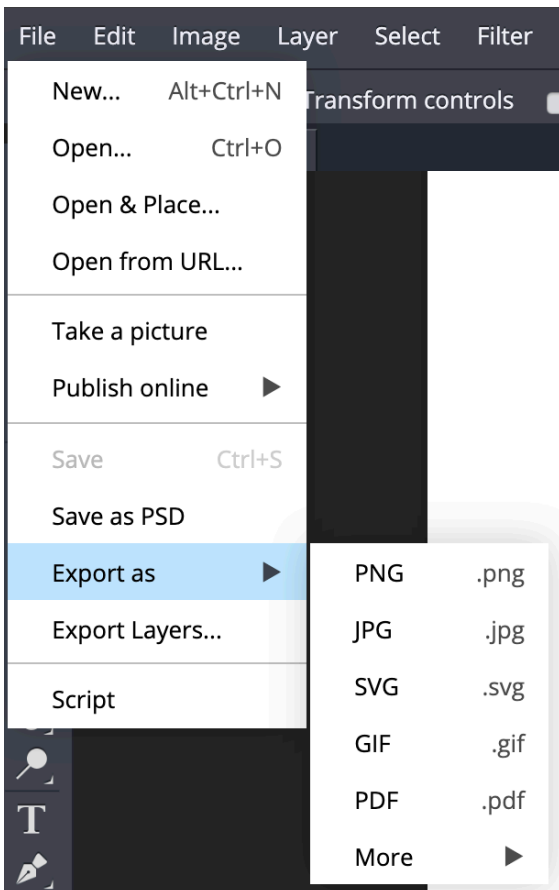 File Edit Image Layer Select Filter
Transform controls
New... Alt+Ctrl+N
Open... Ctrl+O
Open & Place...
Open from URL...
Take a picture
Publish online
Save Ctrl+S
Save as PSD
Export as
Export Layers...
Script
PNG .png
JPG .jpg
SVG .svg
GIF .gif
PDF .pdf
More
T